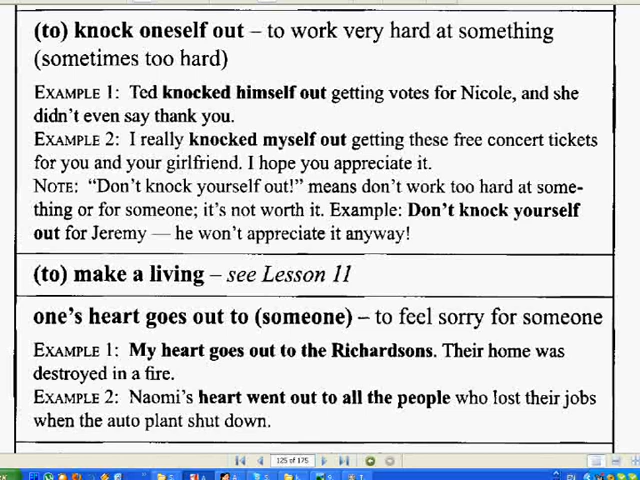 (to) knock oneself out – to work very hard at something
(sometimes too hard)
EXAMPLE 1: Ted knocked himself out getting votes for Nicole, and she
didn't even say thank you.
EXAMPLE 2: I really knocked myself out getting these free concert tickets
for you and your girlfriend. I hope you appreciate it.
NOTE: “Don't knock yourself out!” means don't work too hard at some-
thing or for someone; it's not worth it. Example: Don't knock yourself
out for Jeremy — he won't appreciate it anyway!
(to) make a living – see Lesson 11
one's heart goes out to (someone) – to feel sorry for someone
EXAMPLE 1: My heart goes out to the Richardsons. Their home was
destroyed in a fire.
EXAMPLE 2: Naomi's heart went out to all the people who lost their jobs
when the auto plant shut down.
125 of 175